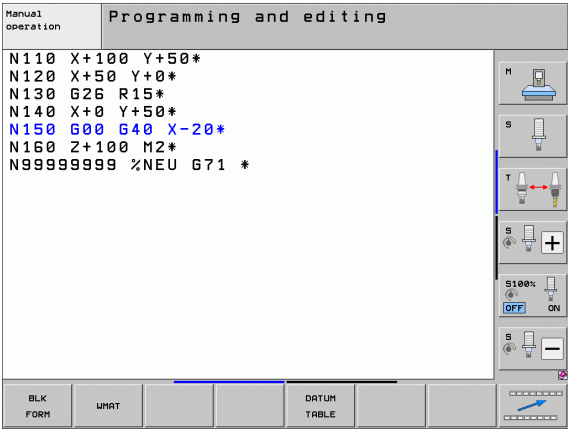 Manual
operation
Programming and editing
N110 X+100 Y+50*
N120 X+50 Y+0*
N130 G26 R15*
N140 X+0 Y+50*
N150 G00 G40 X-20*
N160 Z+100 M2*
N99999999 %NEU G71 *
M
S
T
S
S100%
OFF ON
S
BLK
FORM
WMAT
DATUM
TABLE